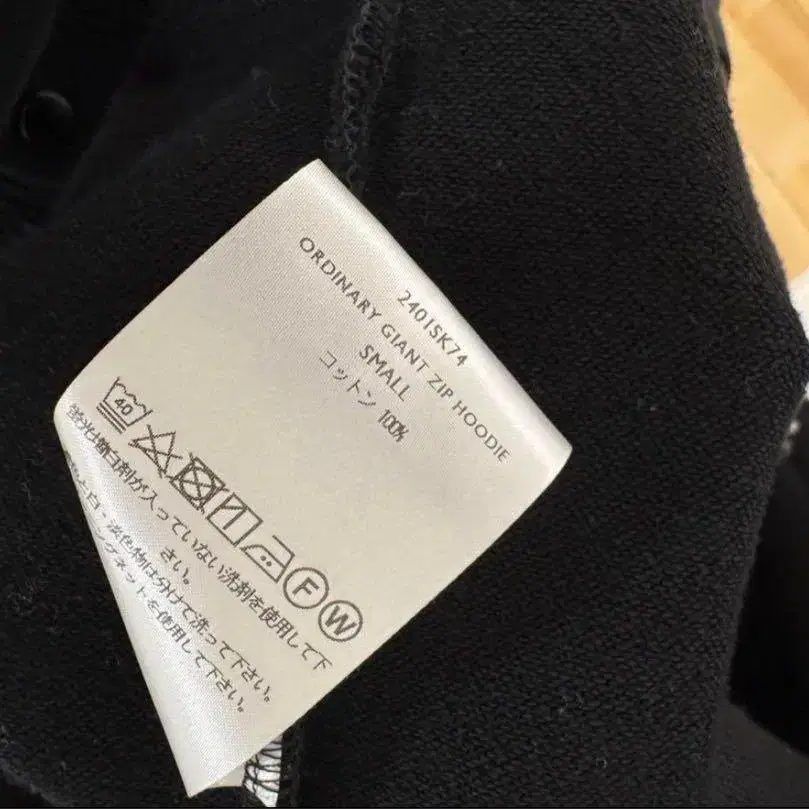 2401SK74
ORDINARY GIANT ZIP HOODIE
SMALL
コットン 100%
40
F W
蛍光増白剤が入っていない洗剤を使用して下
さい。
白・淡色物は分けて洗って下さい。
ングネットを使用して下さい。